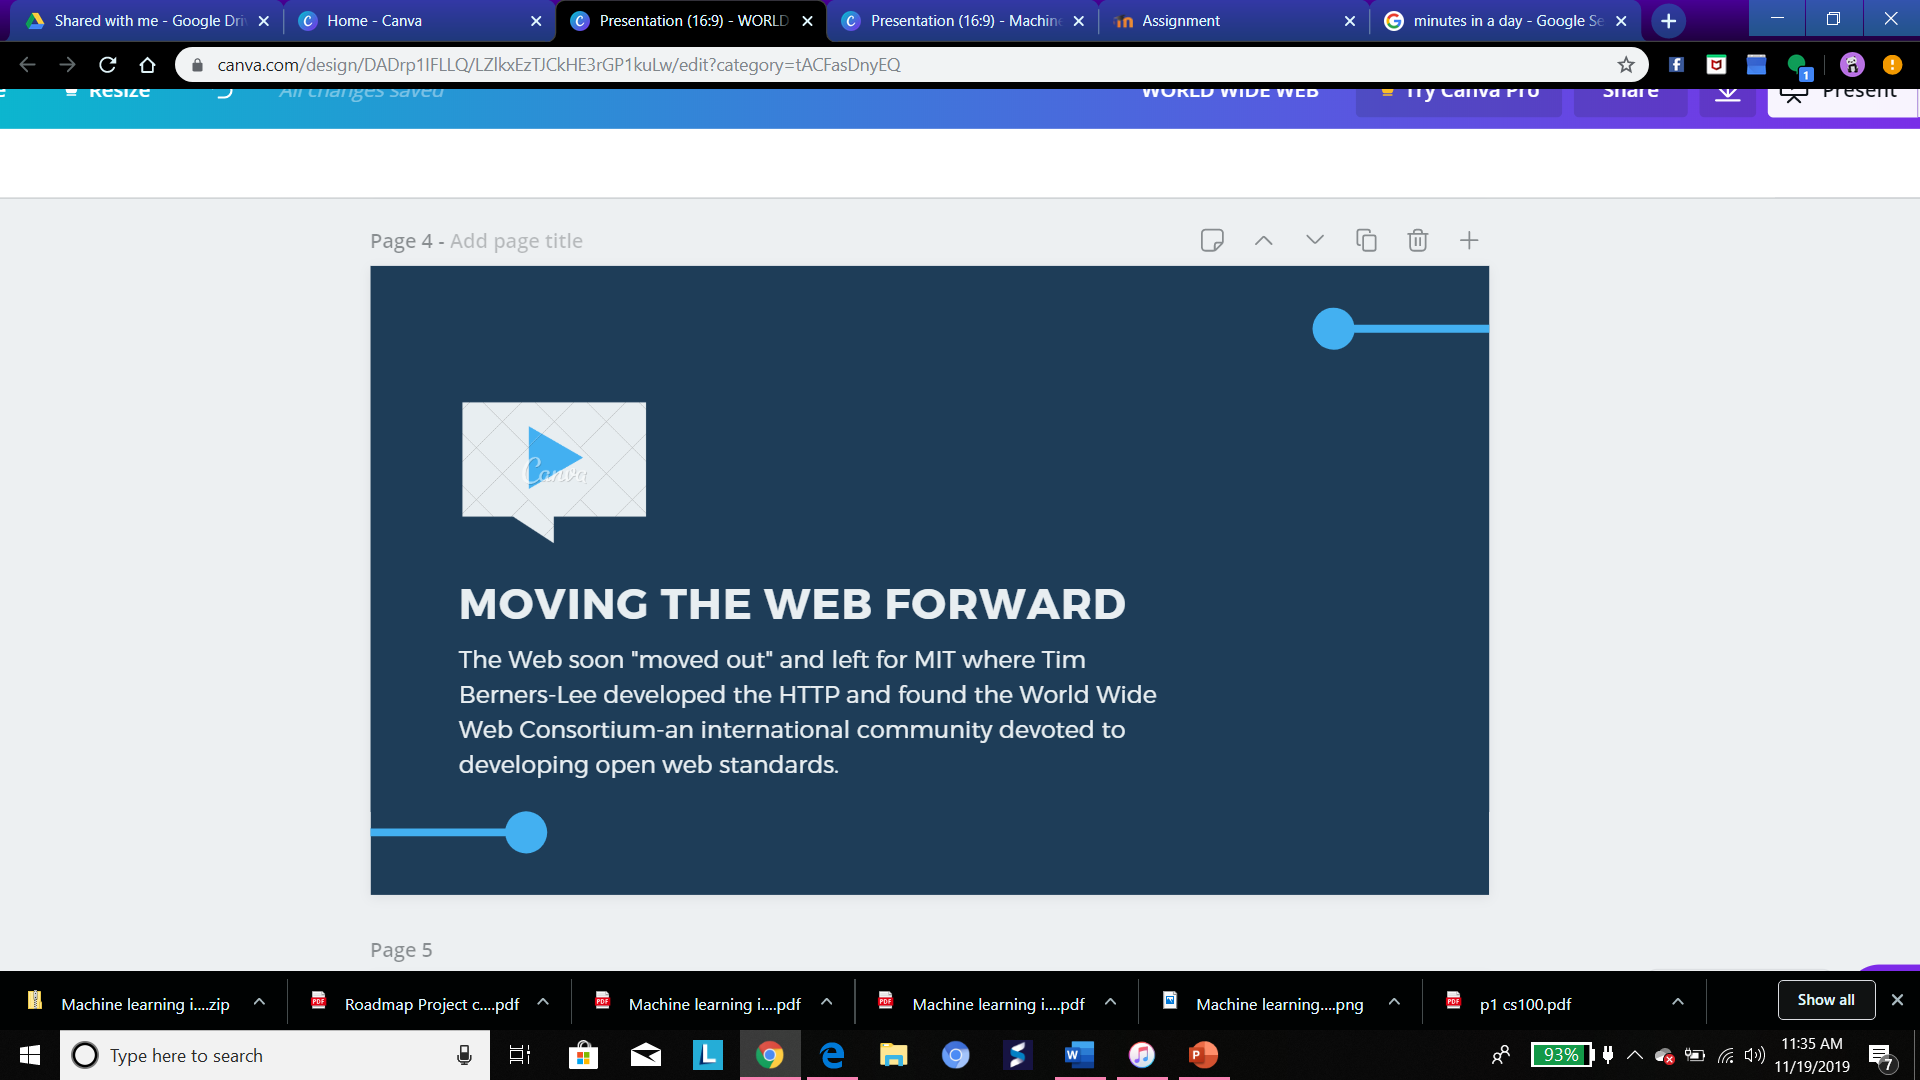 Shared with me - Google Dri
Home - Canva
Presentation (16:9) - WORLD
Presentation (16:9) - Machine
Assignment
minutes in a day - Google Se
canva.com/design/DADrp1IFLLQ/LZlkxEzTJCkHE3rGP1kuLw/edit?category=tACFasDnyEQ
1
Resize
All changes saved
WORLD WIDE WEB
Try Canva Pro
Share
Present
Page 4 - Add page title
Canva
MOVING THE WEB FORWARD
The Web soon "moved out" and left for MIT where Tim
Berners-Lee developed the HTTP and found the World Wide
Web Consortium-an international community devoted to
developing open web standards.
Page 5
Machine learning i....zip
Roadmap Project c....pdf
Machine learning i....pdf
Machine learning i....pdf
Machine learning....png
p1 cs100.pdf
Show all
Type here to search
93%
11:35 AM
11/19/2019
7